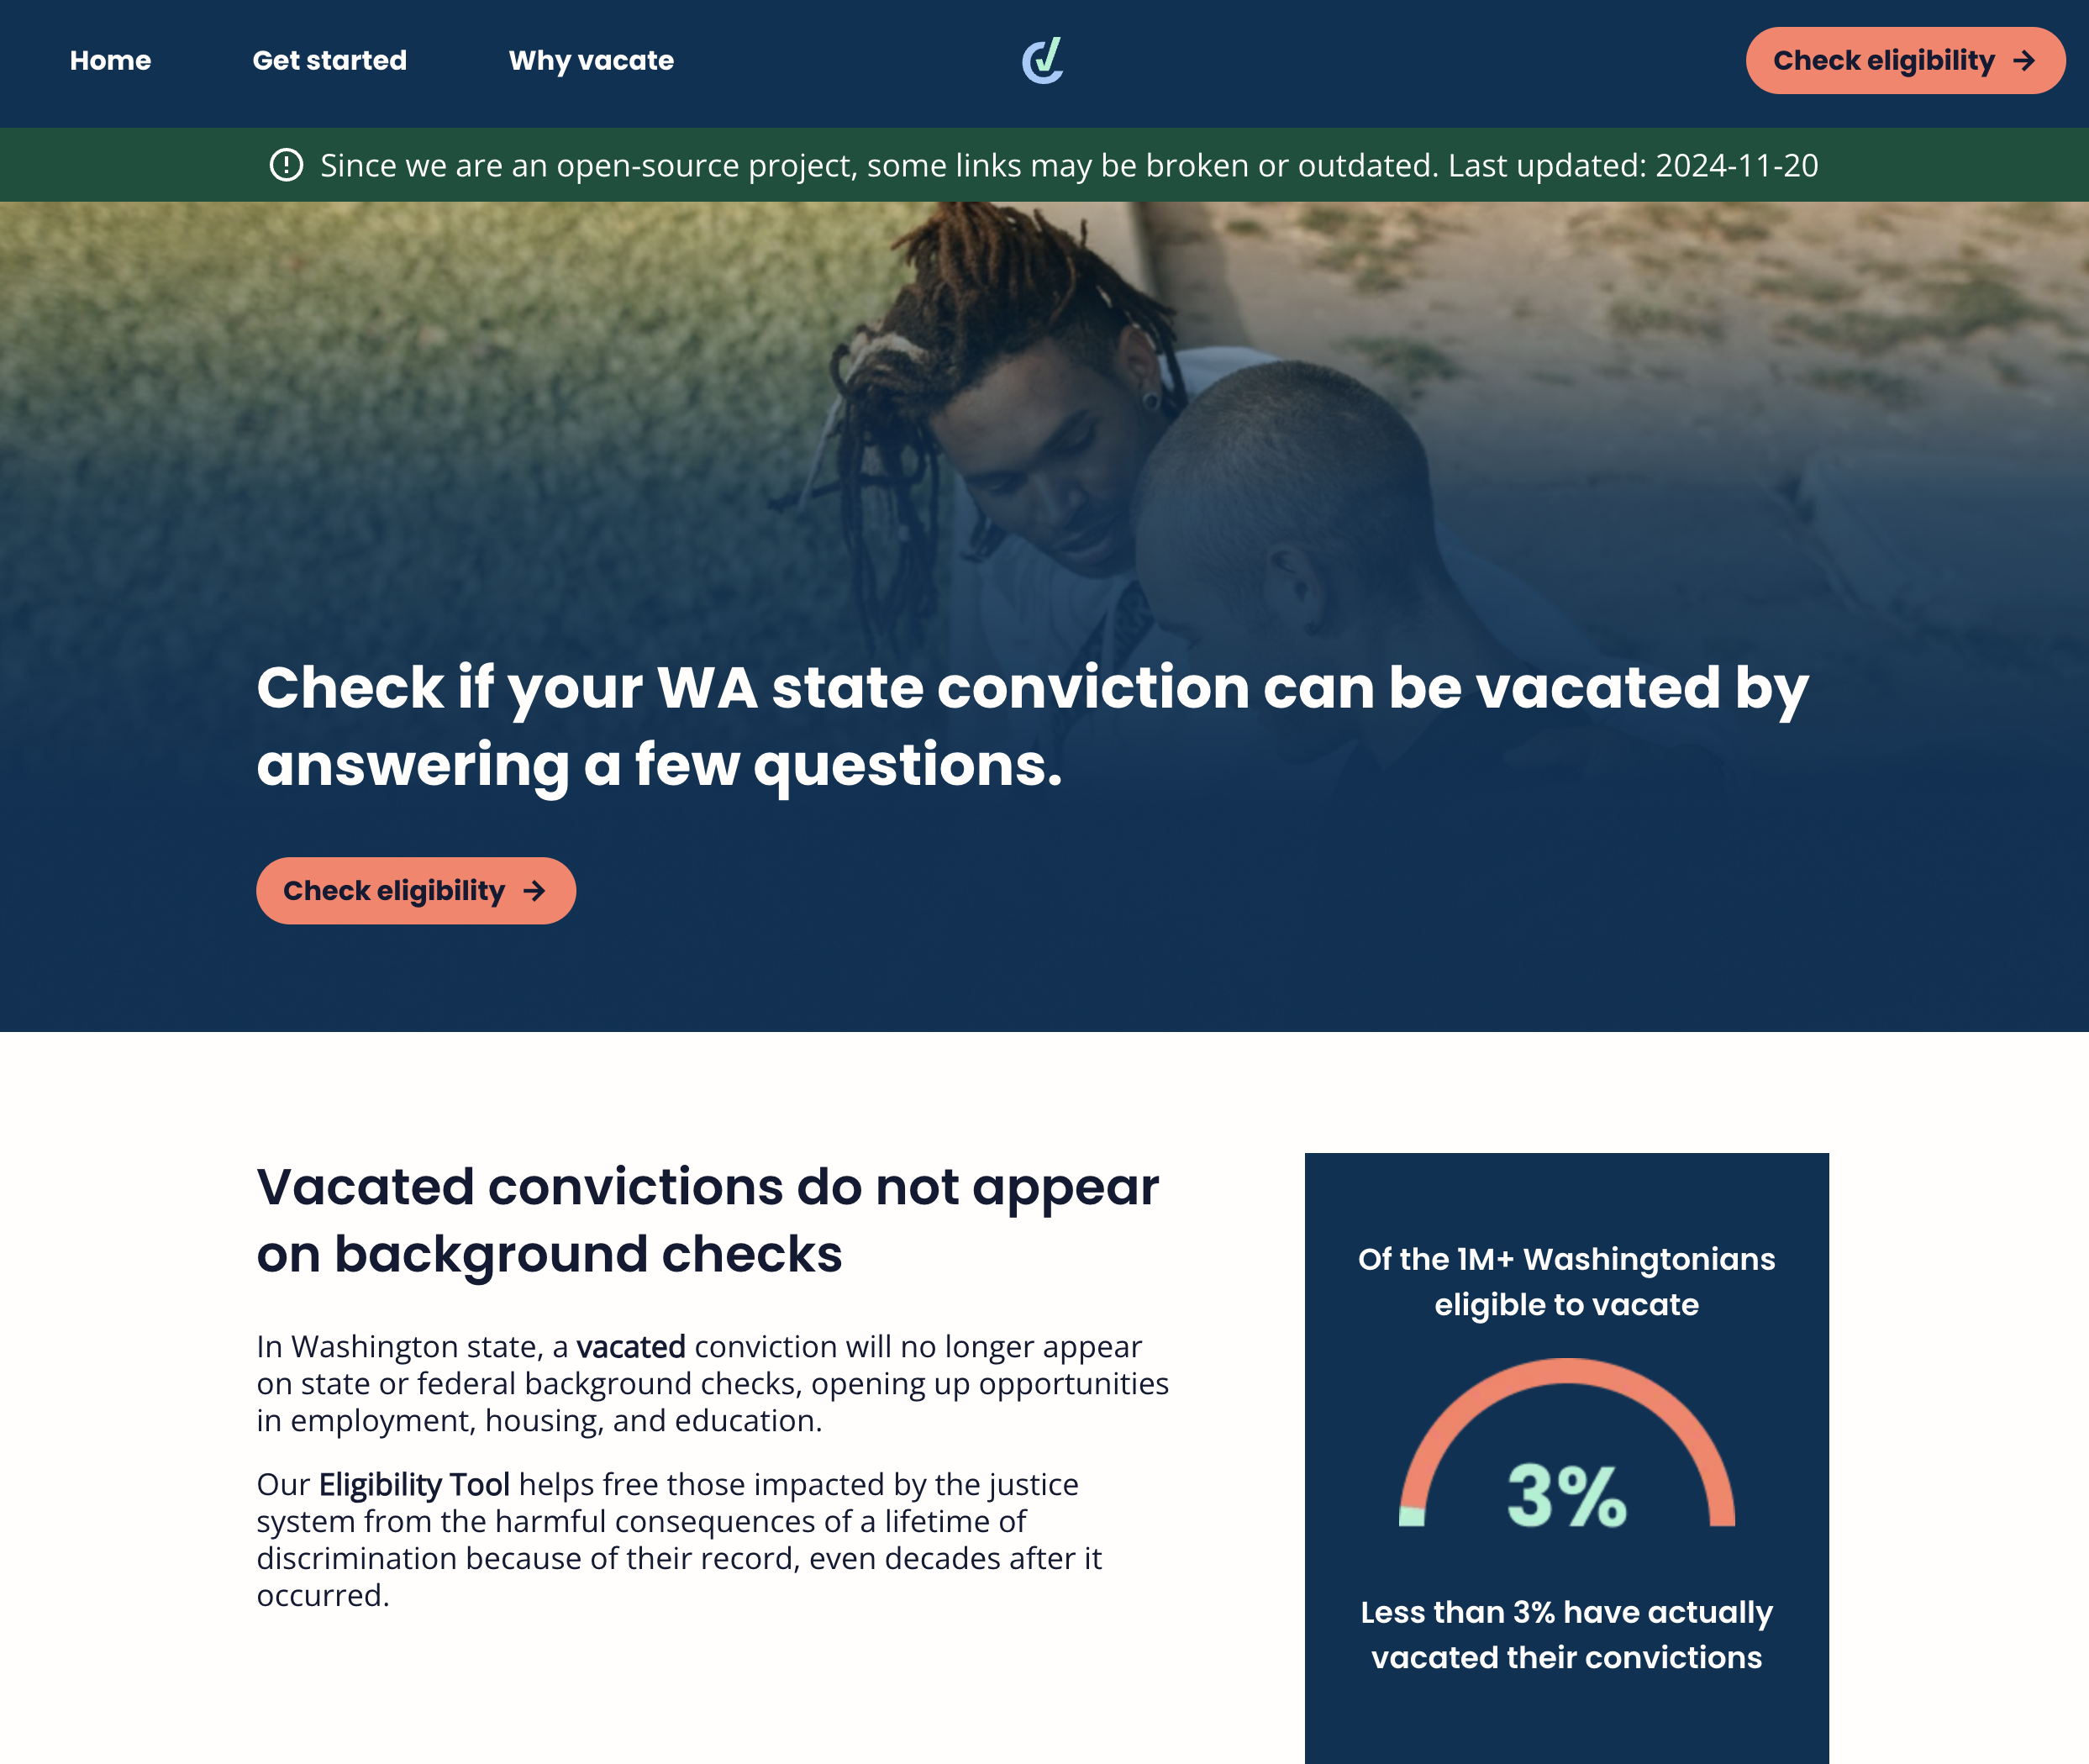 Home Get started Why vacate Check eligibility →
Since we are an open-source project, some links may be broken or outdated. Last updated: 2024-11-20
Check if your WA state conviction can be vacated by
answering a few questions.
Check eligibility →
Vacated convictions do not appear
on background checks
In Washington state, a vacated conviction will no longer appear
on state or federal background checks, opening up opportunities
in employment, housing, and education.
Our Eligibility Tool helps free those impacted by the justice
system from the harmful consequences of a lifetime of
discrimination because of their record, even decades after it
occurred.
Of the 1M+ Washingtonians
eligible to vacate
3%
Less than 3% have actually
vacated their convictions